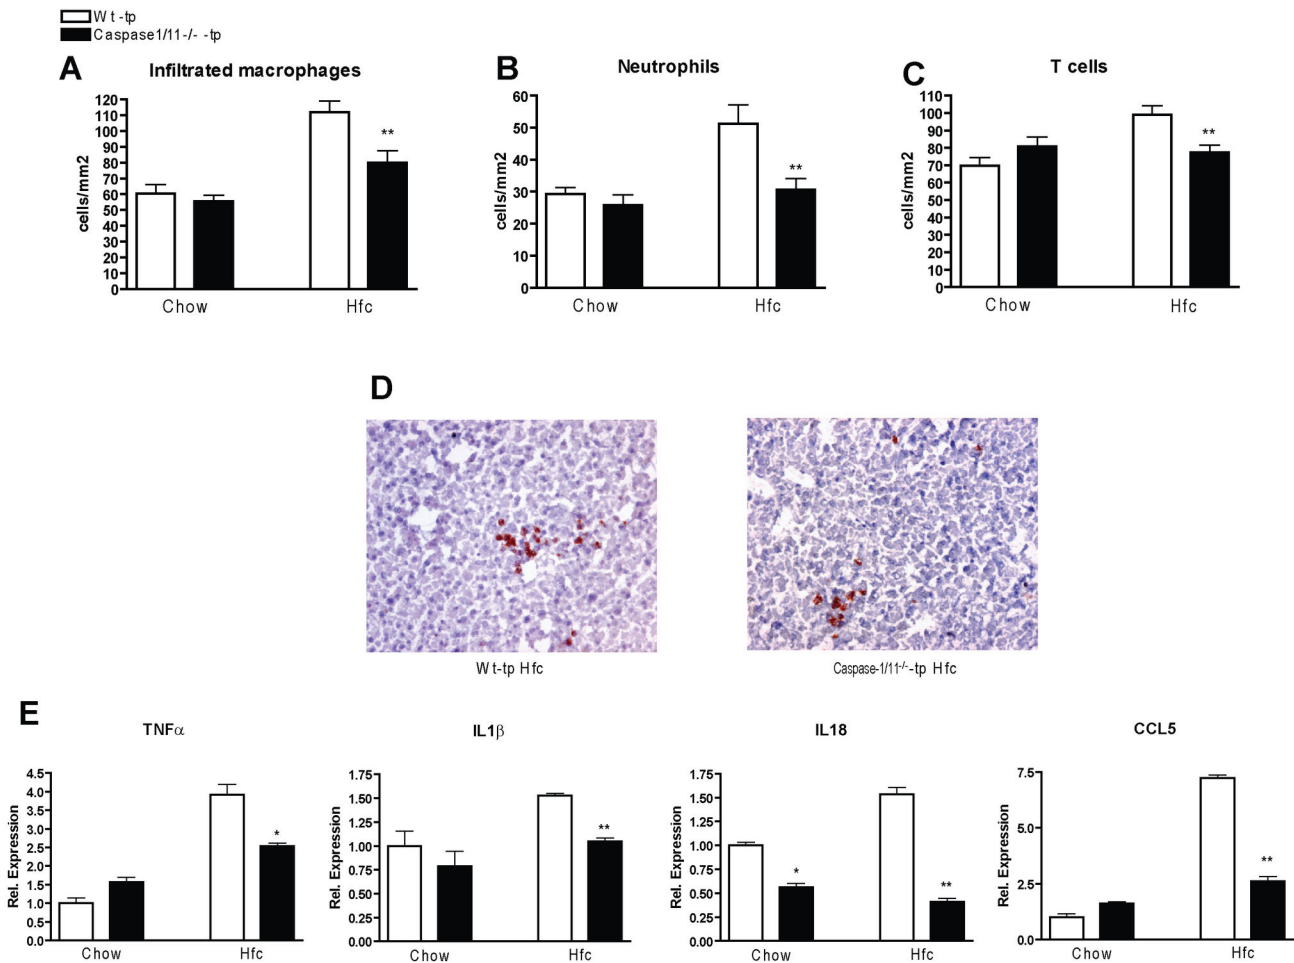 Wt-tp
Caspase1/11-/- -tp
A
Infiltrated macrophages
cells/mm2
120
110
100
90
80
70
60
50
40
30
20
10
0
**
Chow
Hfc
B
Neutrophils
cells/mm2
60
50
40
30
20
10
0
**
Chow
Hfc
C
T cells
cells/mm2
110
100
90
80
70
60
50
40
30
20
10
0
**
Chow
Hfc
D
Wt-tp Hfc
Caspase-1/11-/--tp Hfc
E
TNFα
Rel. Expression
4.5
4.0
3.5
3.0
2.5
2.0
1.5
1.0
0.5
0.0
*
Chow
Hfc
IL1β
Rel. Expression
1.75
1.50
1.25
1.00
0.75
0.50
0.25
0.00
**
Chow
Hfc
IL18
Rel. Expression
1.75
1.50
1.25
1.00
0.75
0.50
0.25
0.00
*
**
Chow
Hfc
CCL5
Rel. Expression
7.5
5.0
2.5
0.0
**
Chow
Hfc